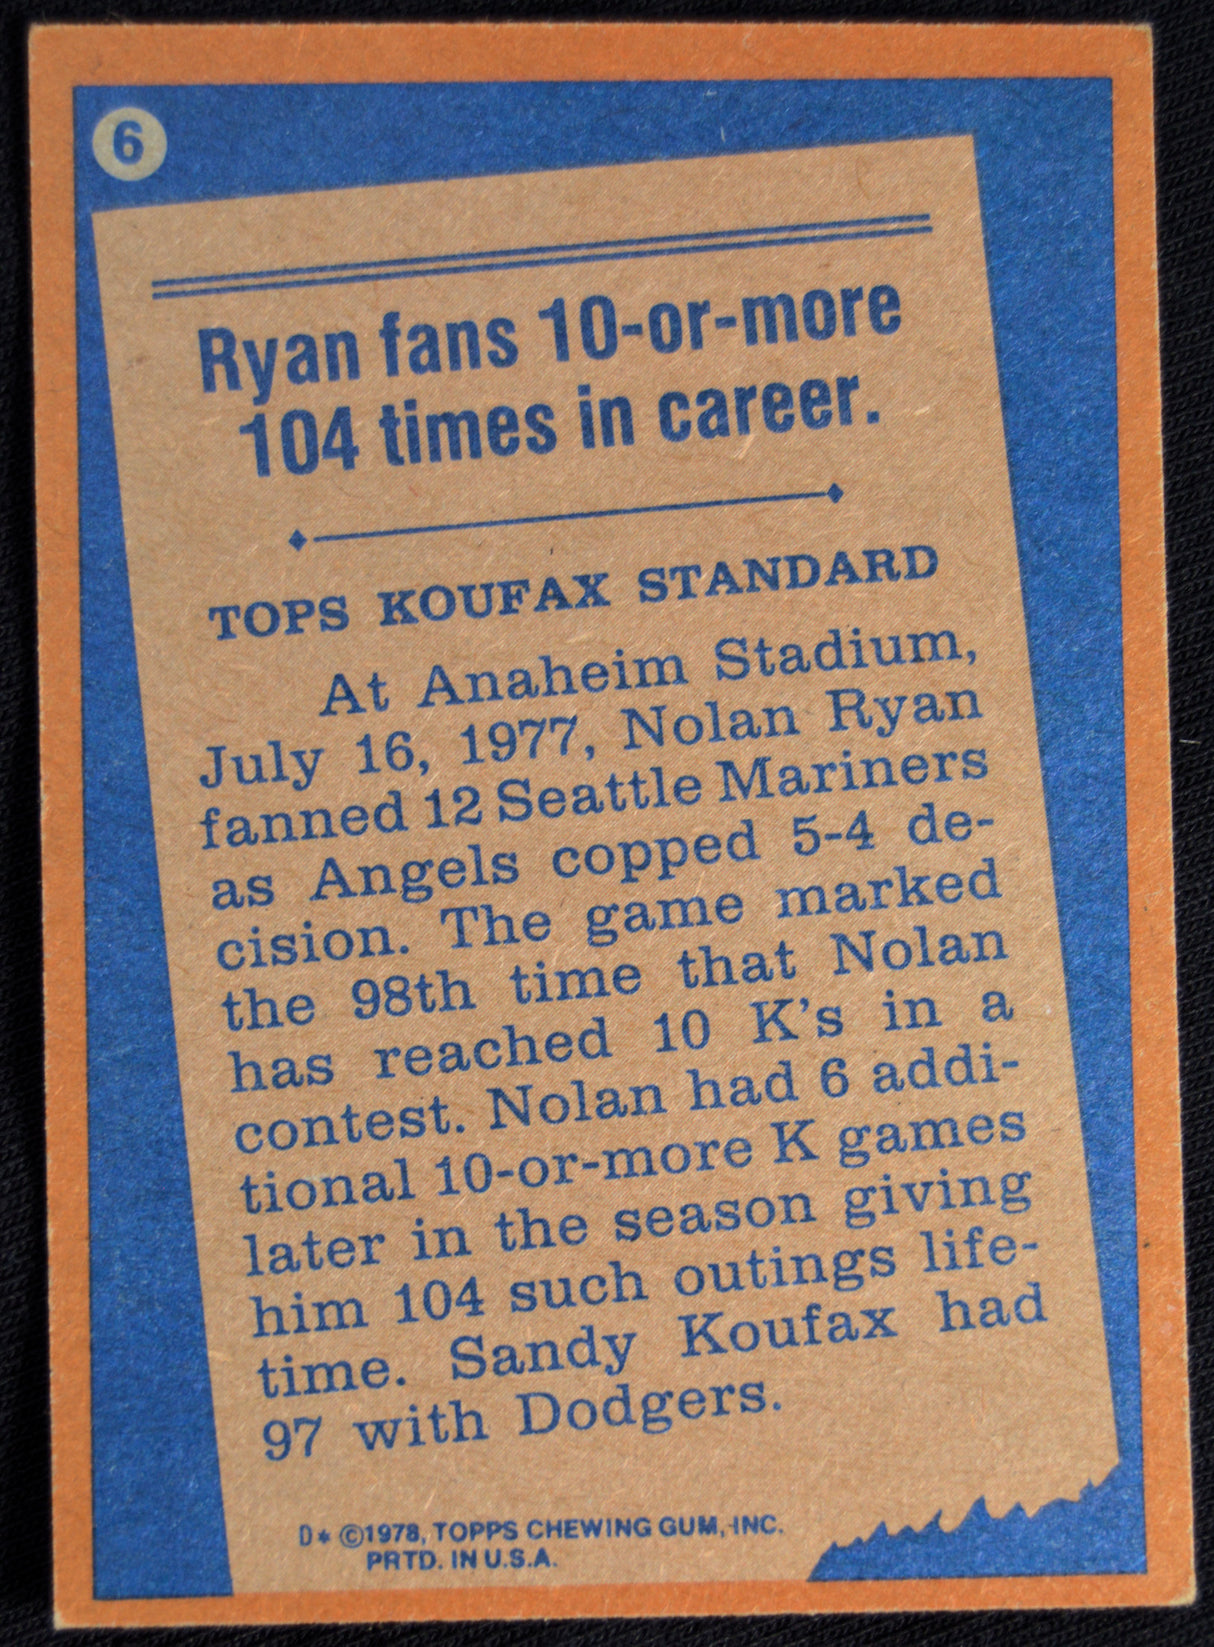 6
Ryan fans 10-or-more
104 times in career.
TOPS KOUFAX STANDARD
At Anaheim Stadium,
July 16, 1977, Nolan Ryan
fanned 12 Seattle Mariners
as Angels copped 5-4 de-
cision. The game marked
the 98th time that Nolan
has reached 10 K's in a
contest. Nolan had 6 addi-
tional 10-or-more K games
later in the season giving
him 104 such outings life-
time. Sandy Koufax had
97 with Dodgers.
D* ©1978, TOPPS CHEWING GUM, INC.
PRTD. IN U.S.A.